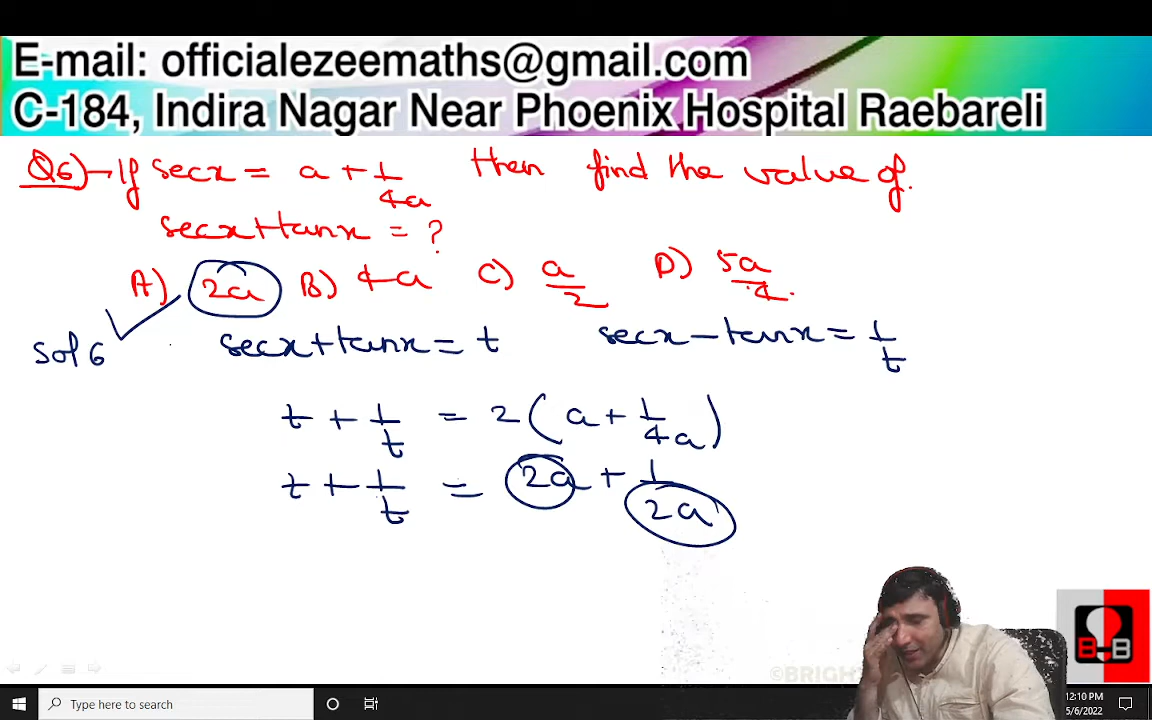 E-mail: officialezeemaths@gmail.com
C-184, Indira Nagar Near Phoenix Hospital Raebareli
Q6)→ If secx = a + 1/4a then find the value of.
secx + tanx = ?
A) 2a B) 4a C) a/2 D) 5a/4
Sol 6 secx + tanx = t secx - tanx = 1/t
t + 1/t = 2(a + 1/4a)
t + 1/t = 2a + 1/2a
B B
©BRIGH
Type here to search
12:10 PM
5/6/2022